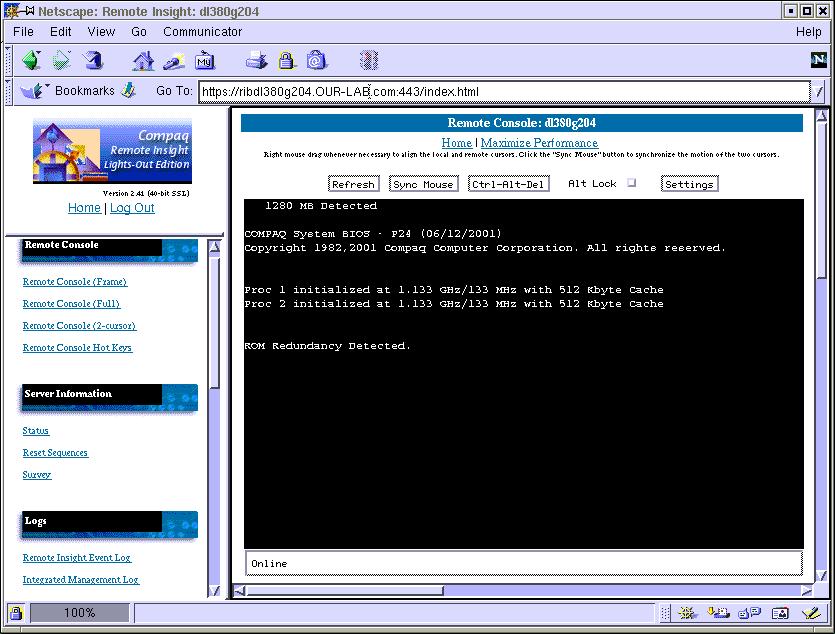 Netscape: Remote Insight: dl380g204
File Edit View Go Communicator Help
My
N
Bookmarks Go To: https://ribdl380g204.OUR-LAB.com:443/index.html
Compaq
Remote Insight
Lights-Out Edition
Version 2.41 (40-bit SSL)
Home | Log Out
Remote Console
Remote Console (Frame)
Remote Console (Full)
Remote Console (2-cursor)
Remote Console Hot Keys
Server Information
Status
Reset Sequences
Survey
Logs
Remote Insight Event Log
Integrated Management Log
Remote Console: dl380g204
Home | Maximize Performance
Right mouse drag whenever necessary to align the local and remote cursors. Click the "Sync Mouse" button to synchronize the motion of the two cursors.
Refresh Sync Mouse Ctrl-Alt-Del Alt Lock Settings
1280 MB Detected
COMPAQ System BIOS - P24 (06/12/2001)
Copyright 1982,2001 Compaq Computer Corporation. All rights reserved.
Proc 1 initialized at 1.133 GHz/133 MHz with 512 Kbyte Cache
Proc 2 initialized at 1.133 GHz/133 MHz with 512 Kbyte Cache
ROM Redundancy Detected.
Online
100%